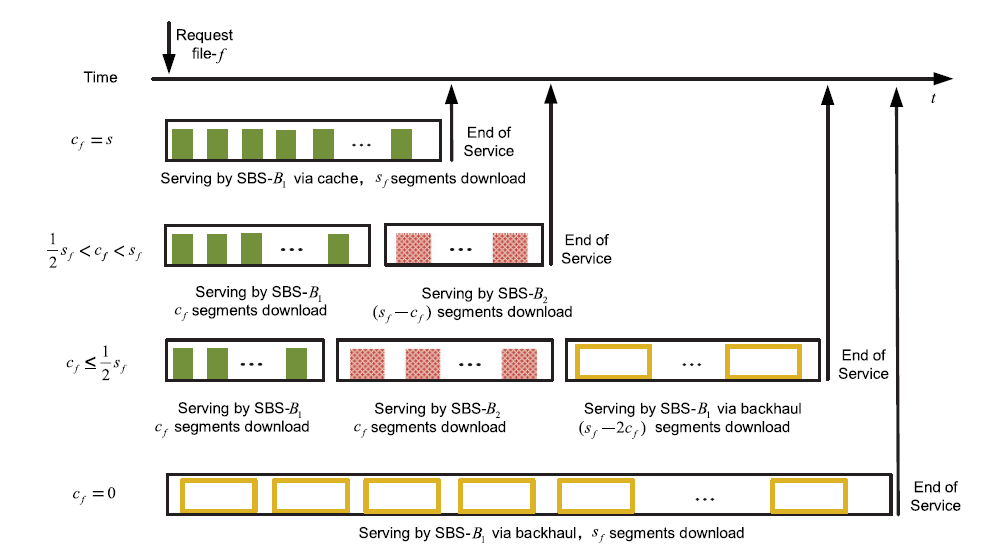 Request
file-f
Time
t
c_f = s
End of
Service
Serving by SBS-B_1 via cache, s_f segments download
1/2 s_f < c_f < s_f
End of
Service
Serving by SBS-B_1
c_f segments download
Serving by SBS-B_2
(s_f — c_f) segments download
c_f ≤ 1/2 s_f
End of
Service
Serving by SBS-B_1
c_f segments download
Serving by SBS-B_2
c_f segments download
Serving by SBS-B_1 via backhaul
(s_f — 2c_f) segments download
c_f = 0
End of
Service
Serving by SBS-B_1 via backhaul, s_f segments download